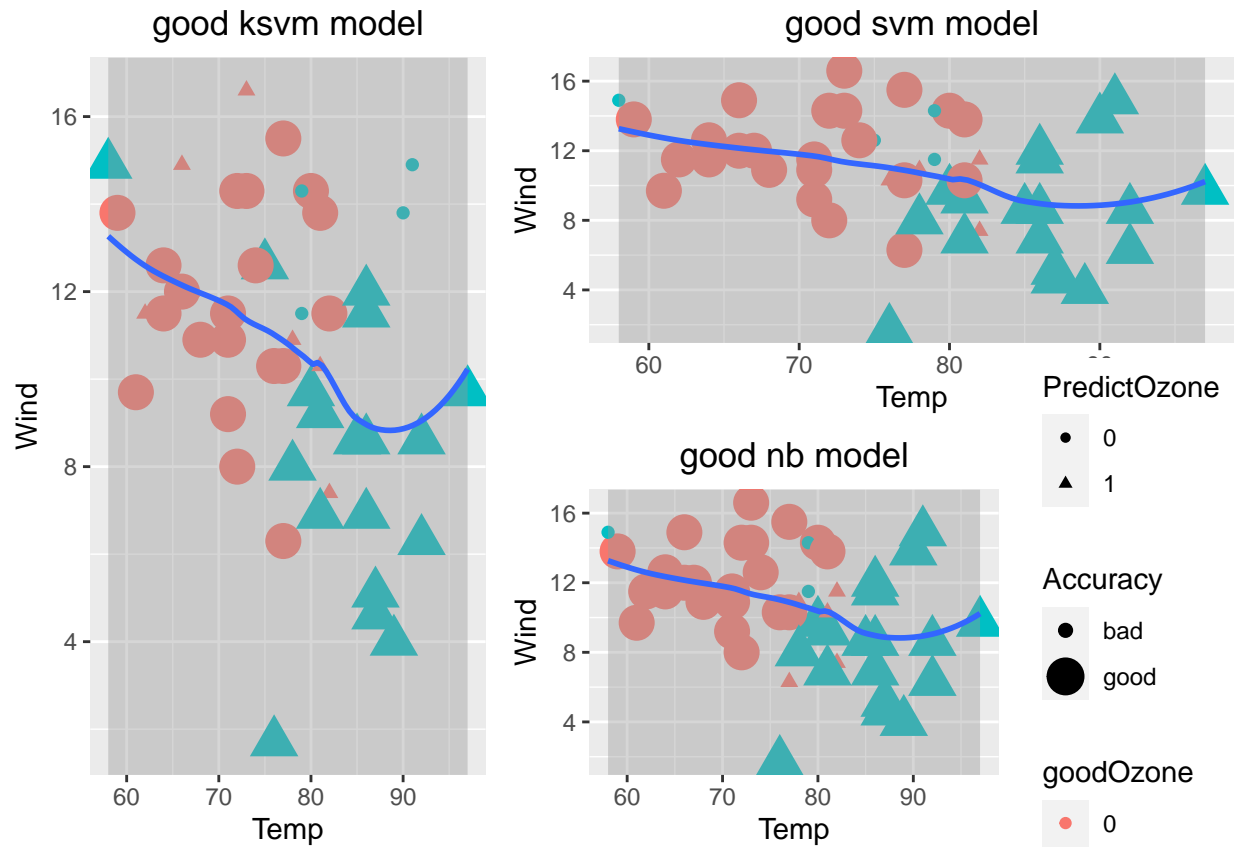 good ksvm model
16
12
8
4
Wind
60 70 80 90
Temp
good svm model
16
12
8
4
Wind
60 70 80
Temp
good nb model
16
12
8
4
Wind
60 70 80 90
Temp
PredictOzone
0
1
Accuracy
bad
good
goodOzone
0